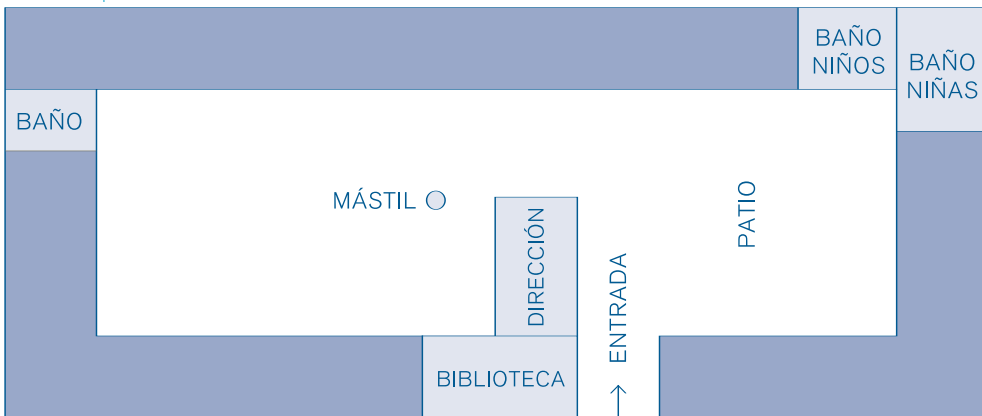 BAÑO
NIÑOS
BAÑO
NIÑAS
BAÑO
MÁSTIL
DIRECCIÓN
PATIO
ENTRADA
BIBLIOTECA